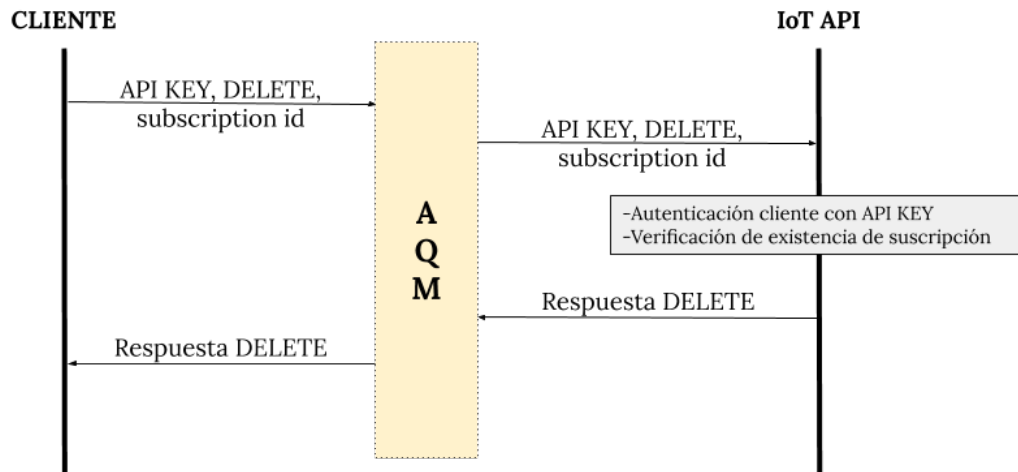 CLIENTE
IoT API
API KEY, DELETE,
subscription id
API KEY, DELETE,
subscription id
A
Q
M
-Autenticación cliente con API KEY
-Verificación de existencia de suscripción
Respuesta DELETE
Respuesta DELETE